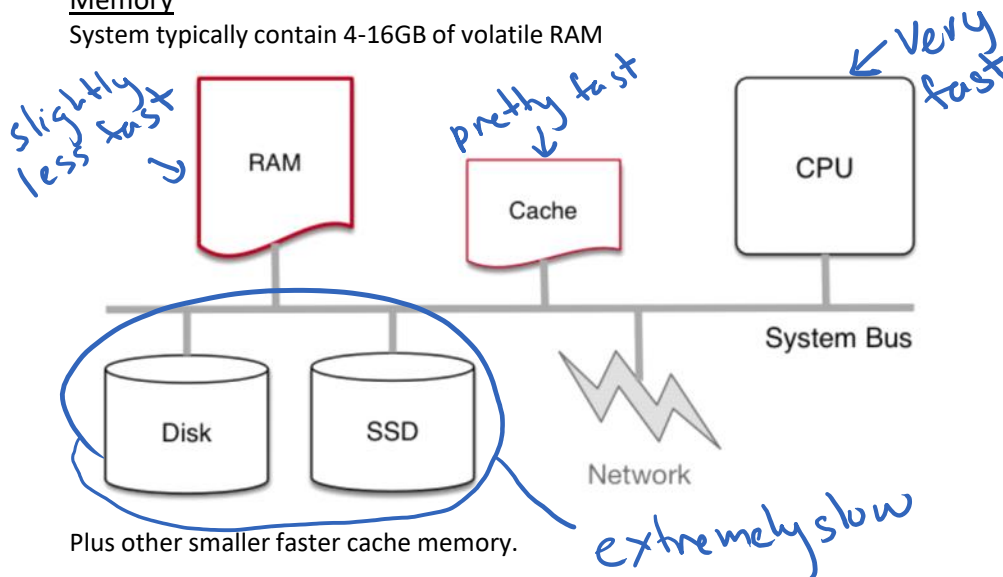 Memory
System typically contain 4-16GB of volatile RAM
Very
fast
slightly
less fast
pretty fast
RAM
Cache
CPU
System Bus
Disk
SSD
Network
extremely slow
Plus other smaller faster cache memory.